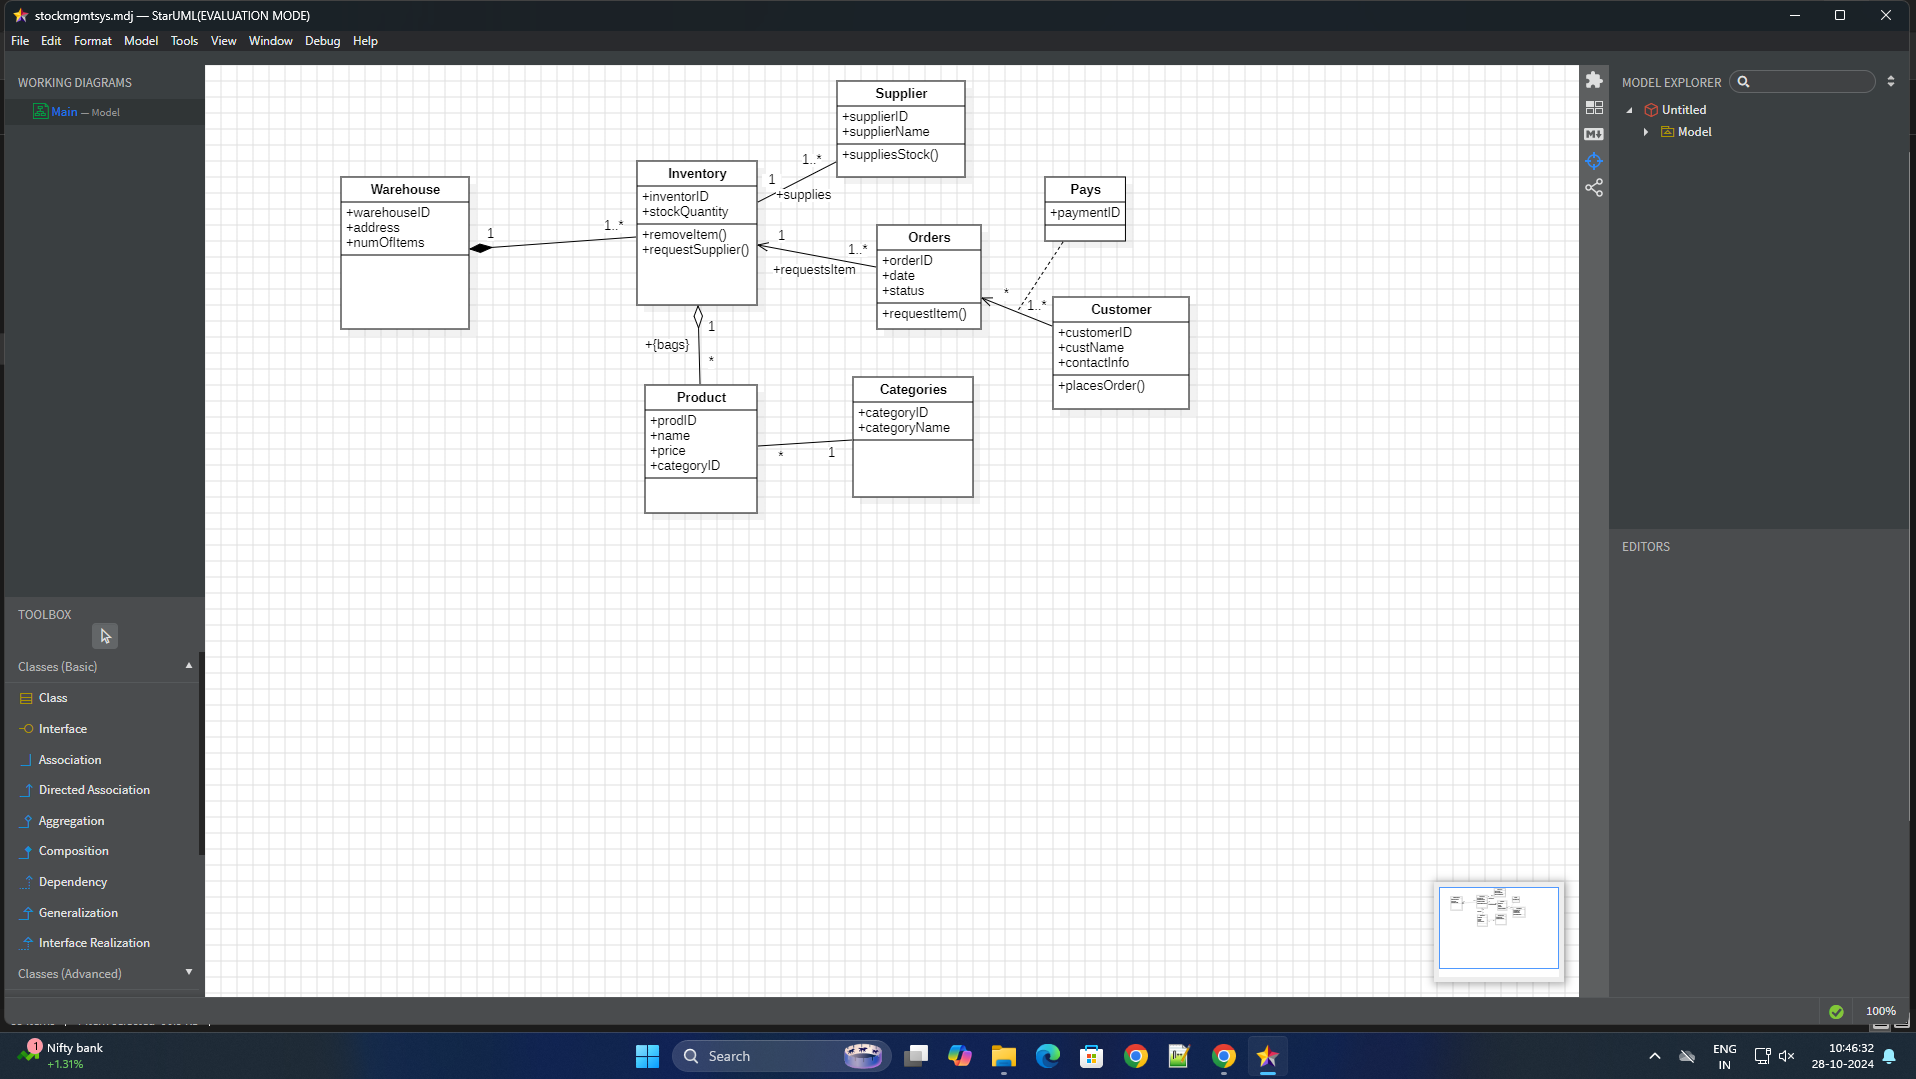 stockmgmtsys.mdj — StarUML(EVALUATION MODE)
File Edit Format Model Tools View Window Debug Help
WORKING DIAGRAMS
Main — Model
Supplier
+supplierID
+supplierName
+suppliesStock()
Inventory
+inventorID
+stockQuantity
+removeItem()
+requestSupplier()
Warehouse
+warehouseID
+address
+numOfItems
1
1..*
1
1..*
+supplies
1
1..*
+requestsItem
Orders
+orderID
+date
+status
+requestItem()
Pays
+paymentID
*
1..*
Customer
+customerID
+custName
+contactInfo
+placesOrder()
1
+{bags}
*
Product
+prodID
+name
+price
+categoryID
*
1
Categories
+categoryID
+categoryName
MODEL EXPLORER
Untitled
Model
EDITORS
TOOLBOX
Classes (Basic)
Class
Interface
Association
Directed Association
Aggregation
Composition
Dependency
Generalization
Interface Realization
Classes (Advanced)
100%
1
Nifty bank
+1.31%
Search
ENG
IN
10:46:32
28-10-2024